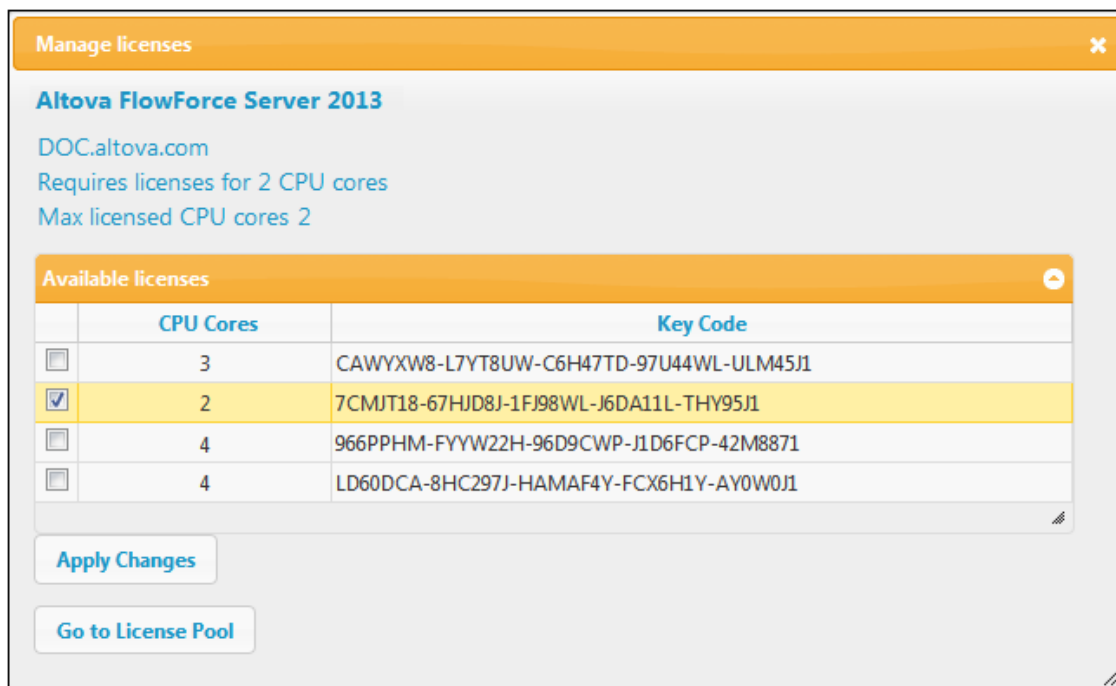 Manage licenses
Altova FlowForce Server 2013
DOC.altova.com
Requires licenses for 2 CPU cores
Max licensed CPU cores 2
Available licenses
CPU Cores Key Code
3 CAWYXW8-L7YT8UW-C6H47TD-97U44WL-ULM45J1
2 7CMJT18-67HJD8J-1FJ98WL-J6DA11L-THY95J1
4 966PPHM-FYYW22H-96D9CWP-J1D6FCP-42M8871
4 LD60DCA-8HC297J-HAMAF4Y-FCX6H1Y-AY0W0J1
Apply Changes
Go to License Pool